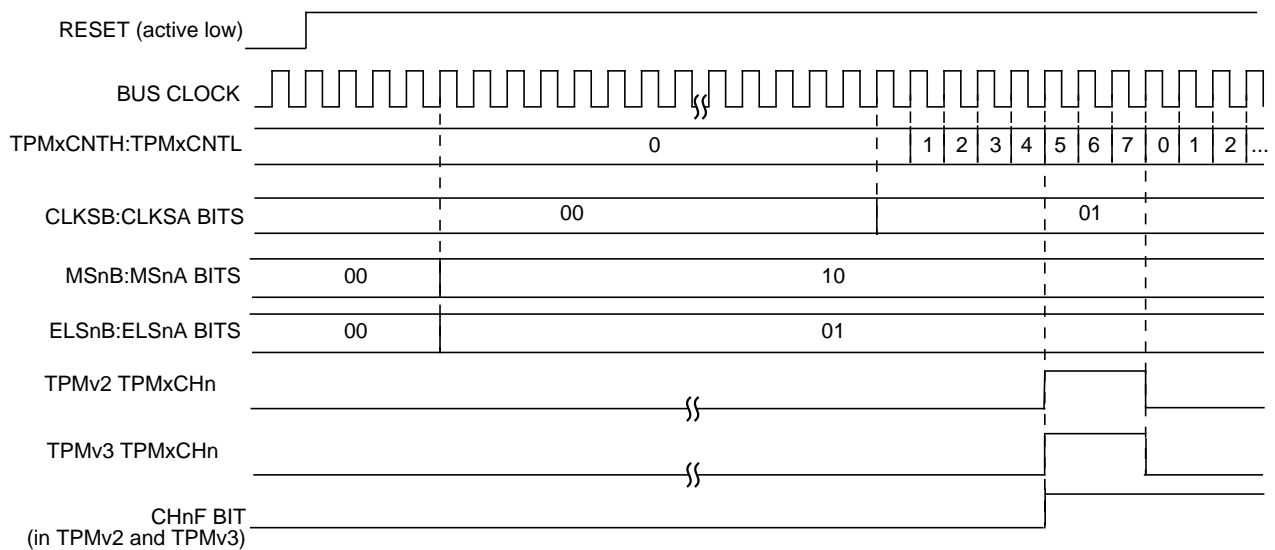 RESET (active low)
BUS CLOCK
TPMxCNTH:TPMxCNTL 0 1 2 3 4 5 6 7 0 1 2 ...
CLKSB:CLKSA BITS 00 01
MSnB:MSnA BITS 00 10
ELSnB:ELSnA BITS 00 01
TPMv2 TPMxCHn
TPMv3 TPMxCHn
CHnF BIT
(in TPMv2 and TPMv3)